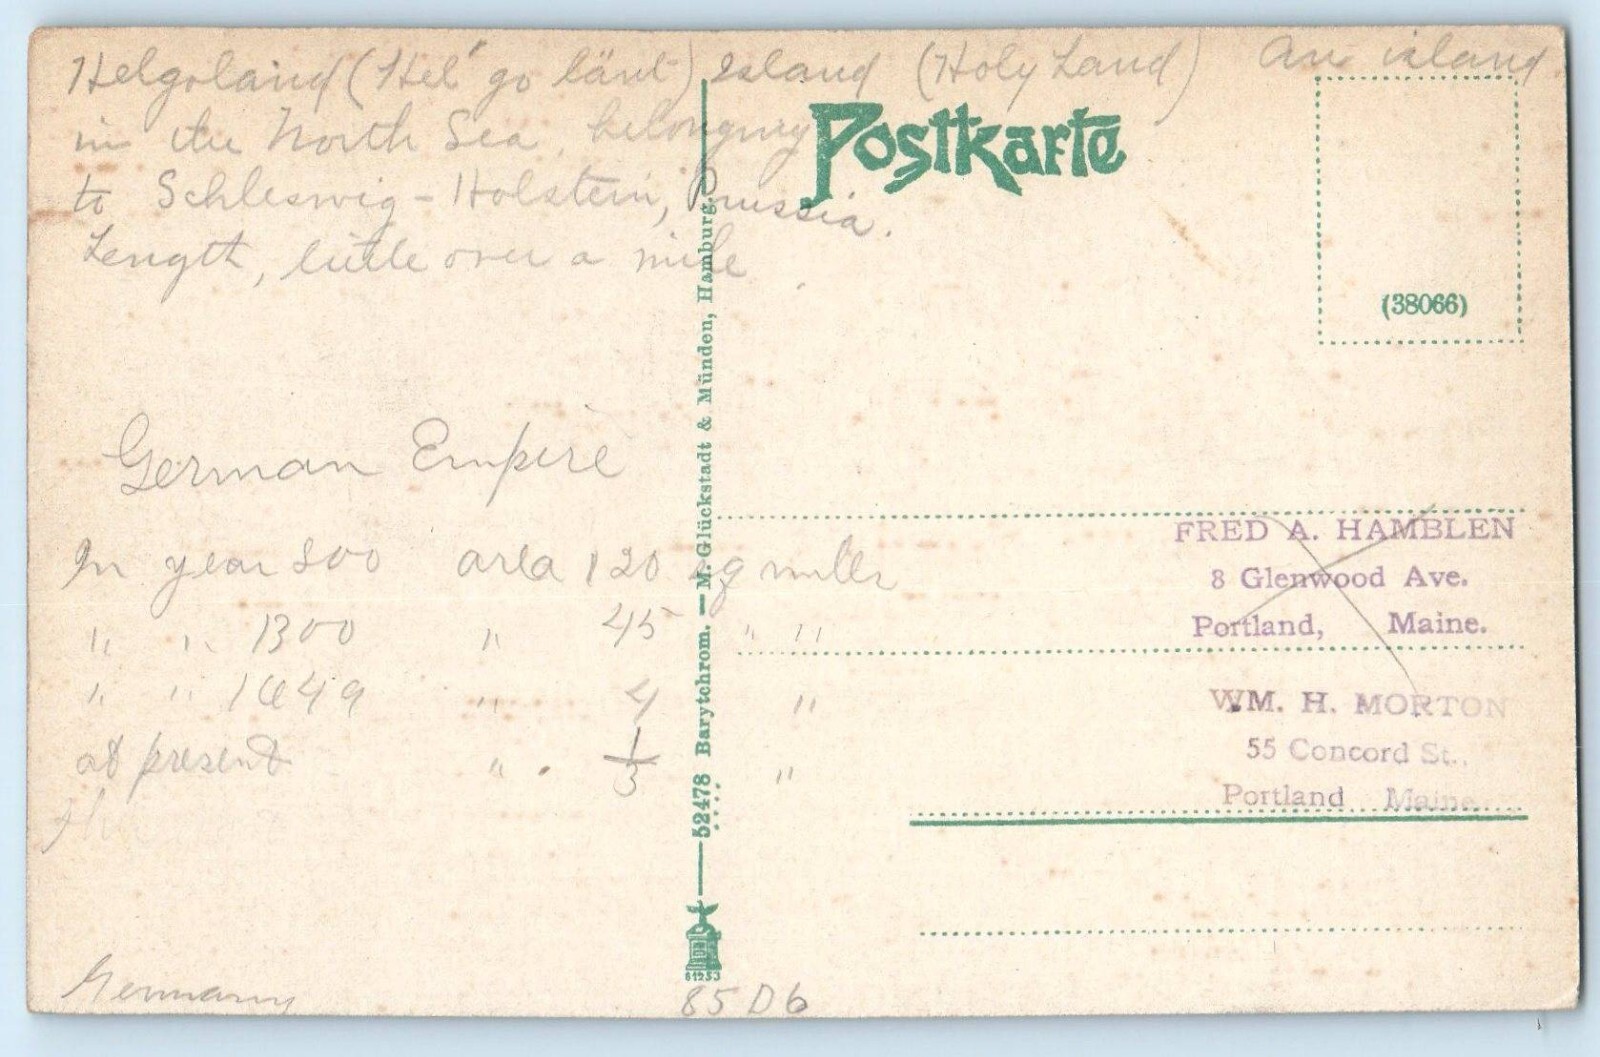 Helgoland (Hel' go länt) Island (Holy Land) An island
in the North Sea, belonging
to Schleswig-Holstein, Prussia.
Length, little over a mile
Postkarte
(38066)
German Empire
In year 800 area 120 sq miles
" " 1300 " 45 " "
" " 1649 " 4 "
at present " 1/3 "
Germany
52478 Barytchrom. — M. Glückstadt & Münden, Hamburg.
61253
85 D6
FRED A. HAMBLEN
8 Glenwood Ave.
Portland, Maine.
WM. H. MORTON
55 Concord St.,
Portland Maine